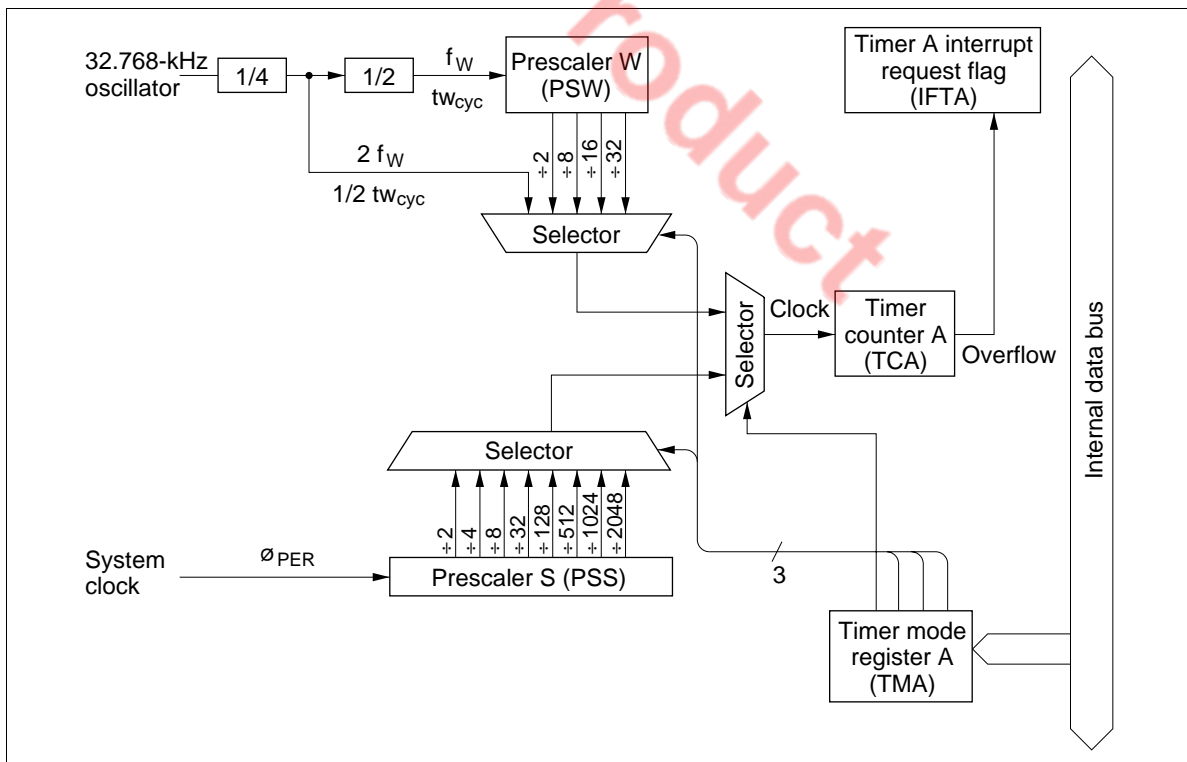 32.768-kHz
oscillator
1/4
1/2
fW
twcyc
Prescaler W
(PSW)
Timer A interrupt
request flag
(IFTA)
2 fW
1/2 twcyc
÷2
÷8
÷16
÷32
Selector
Selector
Clock
Timer
counter A
(TCA)
Overflow
Internal data bus
Selector
÷2
÷4
÷8
÷32
÷128
÷512
÷1024
÷2048
System
clock
øPER
Prescaler S (PSS)
3
Timer mode
register A
(TMA)
roduct